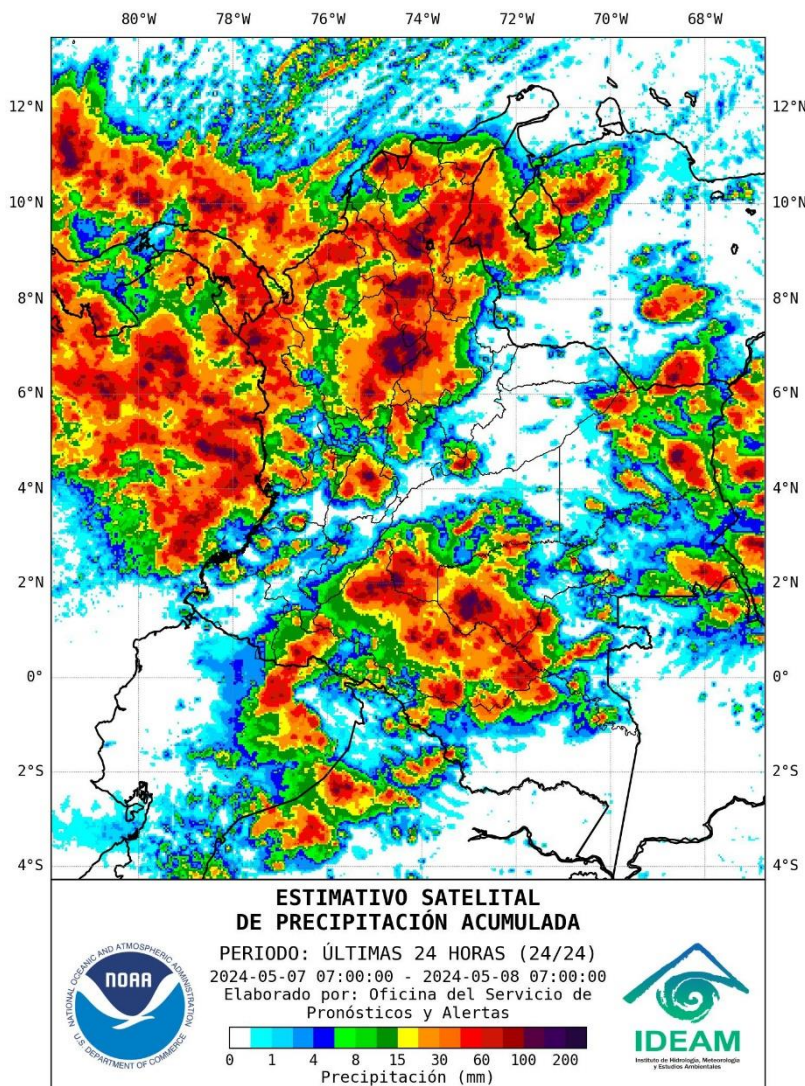 80°W 78°W 76°W 74°W 72°W 70°W 68°W
12°N 12°N
10°N 10°N
8°N 8°N
6°N 6°N
4°N 4°N
2°N 2°N
0° 0°
2°S 2°S
4°S 4°S
ESTIMATIVO SATELITAL
DE PRECIPITACIÓN ACUMULADA
PERIODO: ÚLTIMAS 24 HORAS (24/24)
2024-05-07 07:00:00 - 2024-05-08 07:00:00
Elaborado por: Oficina del Servicio de
Pronósticos y Alertas
0 1 4 8 15 30 60 100 200
Precipitación (mm)
NATIONAL OCEANIC AND ATMOSPHERIC ADMINISTRATION
NOAA
U.S. DEPARTMENT OF COMMERCE
IDEAM
Instituto de Hidrología, Meteorología
y Estudios Ambientales